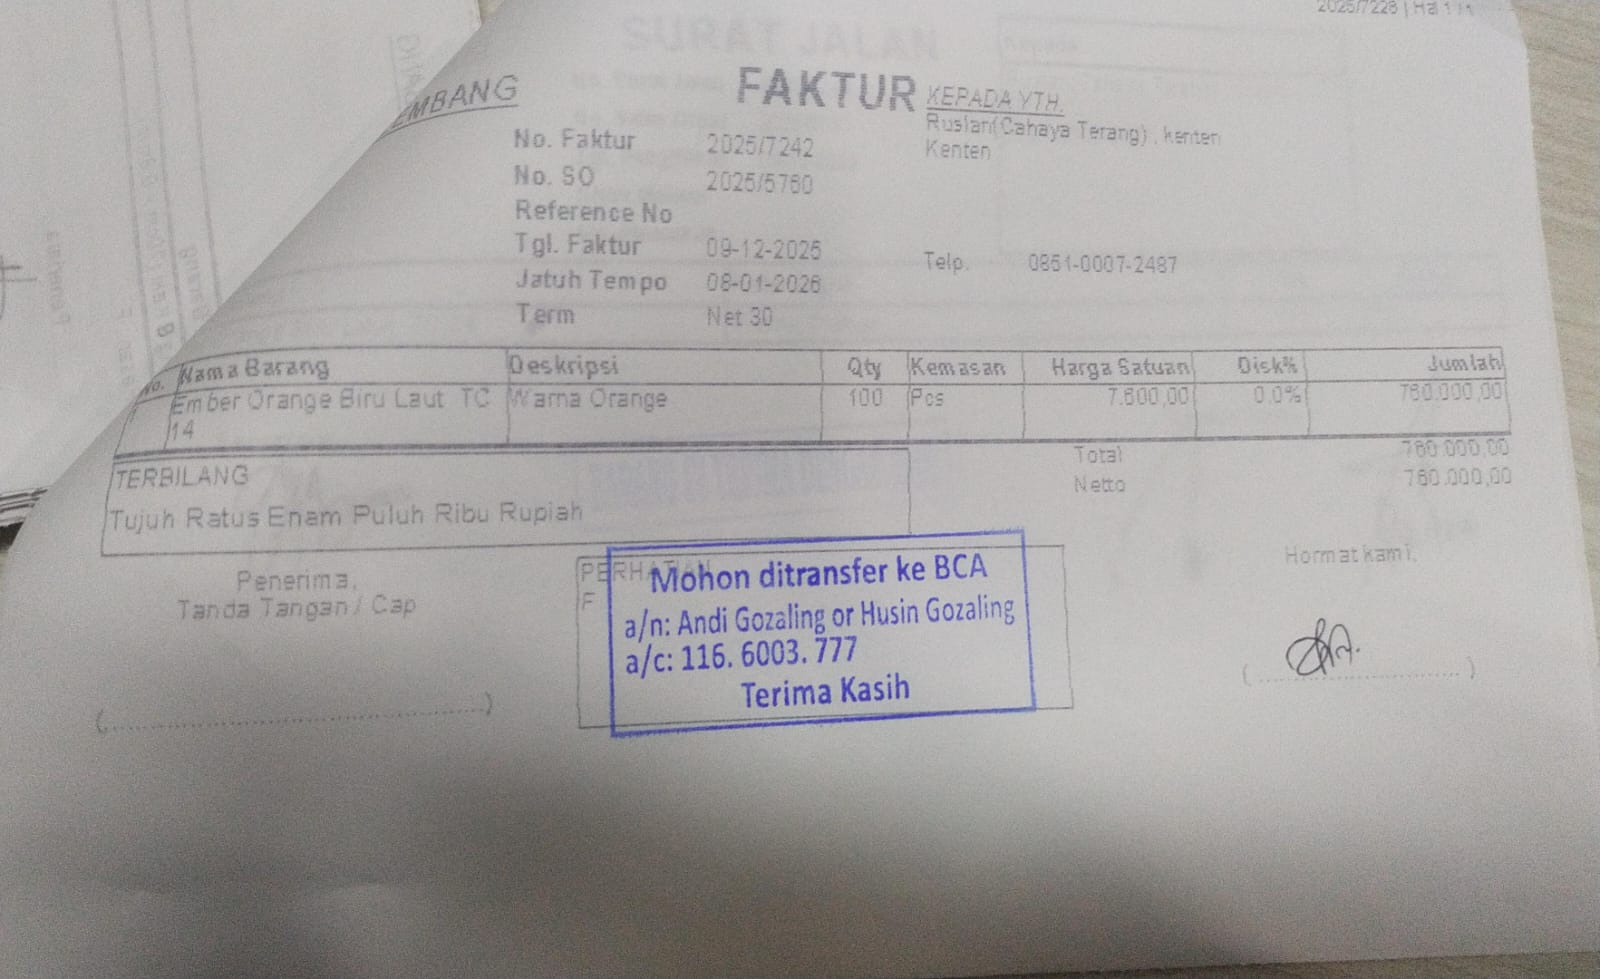 2025/7228 | Hal 1 / 1
SURAT JALAN
EMBANG
FAKTUR
KEPADA YTH.
Ruslan(Cahaya Terang) , kenten
Kenten
No. Faktur 2025/7242
No. SO 2025/5760
Reference No
Tgl. Faktur 09-12-2025
Telp. 0851-0007-2487
Jatuh Tempo 08-01-2026
Term Net 30
No. Nama Barang Deskripsi Qty Kemasan Harga Satuan Disk% Jumlah
Ember Orange Biru Laut TC Warna Orange 100 Pcs 7.600,00 0.0% 760.000,00
14
Total 760.000,00
TERBILANG
Netto 760.000,00
Tujuh Ratus Enam Puluh Ribu Rupiah
Penerima,
Tanda Tangan / Cap
PERHATIAN
F
Mohon ditransfer ke BCA
a/n: Andi Gozaling or Husin Gozaling
a/c: 116. 6003. 777
Terima Kasih
Hormat kami,